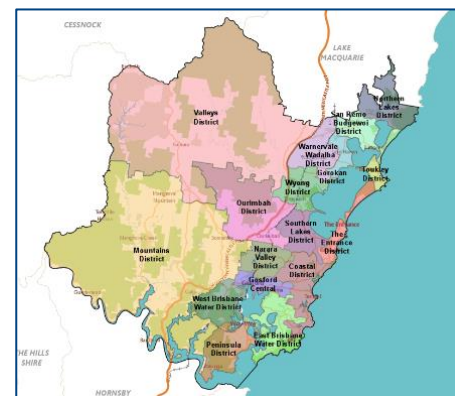 CESSNOCK
LAKE
MACQUARIE
Northern
Lakes
District
San Remo
Budgewoi
District
Valleys
District
Warnervale
Wadalba
District
Gorokan
District
Toukley
District
Wyong
District
Ourimbah
District
Southern
Lakes
District
The Entrance
The
Entrance
District
Mountains
District
Narara
Valley
District
Coastal
District
Gosford
Central
West Brisbane
Water District
Peninsula
District
East Brisbane
Water District
THE HILLS
SHIRE
HORNSBY